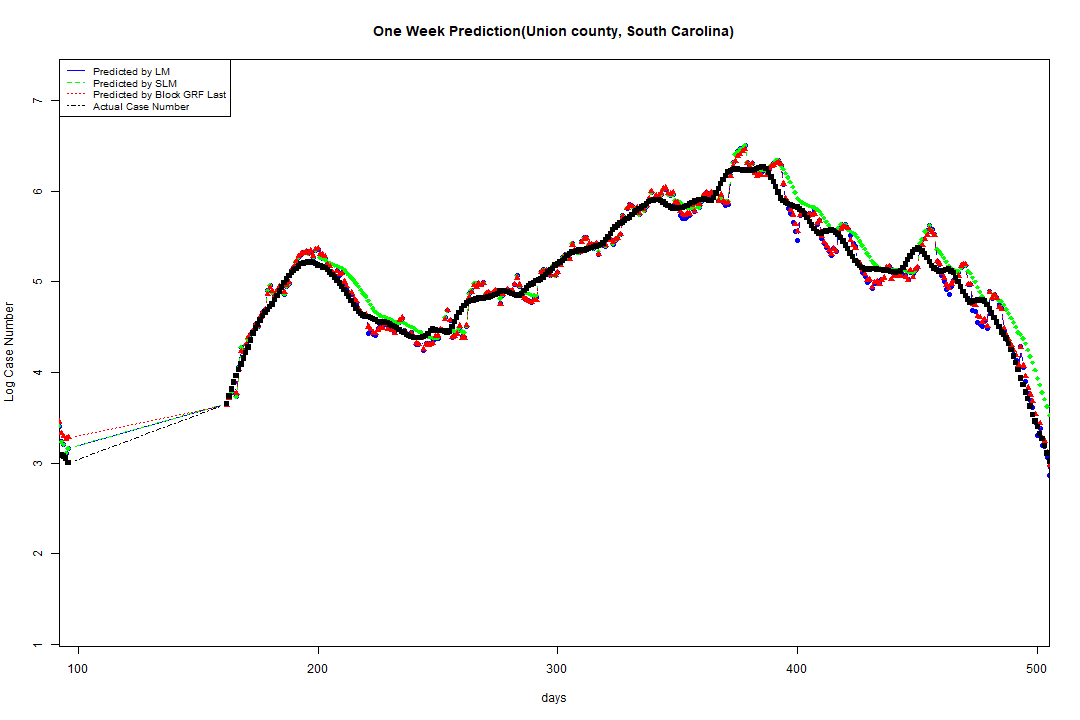 One Week Prediction(Union county, South Carolina)
Predicted by LM
Predicted by SLM
Predicted by Block GRF Last
Actual Case Number
7
6
5
4
3
2
1
Log Case Number
100 200 300 400 500
days